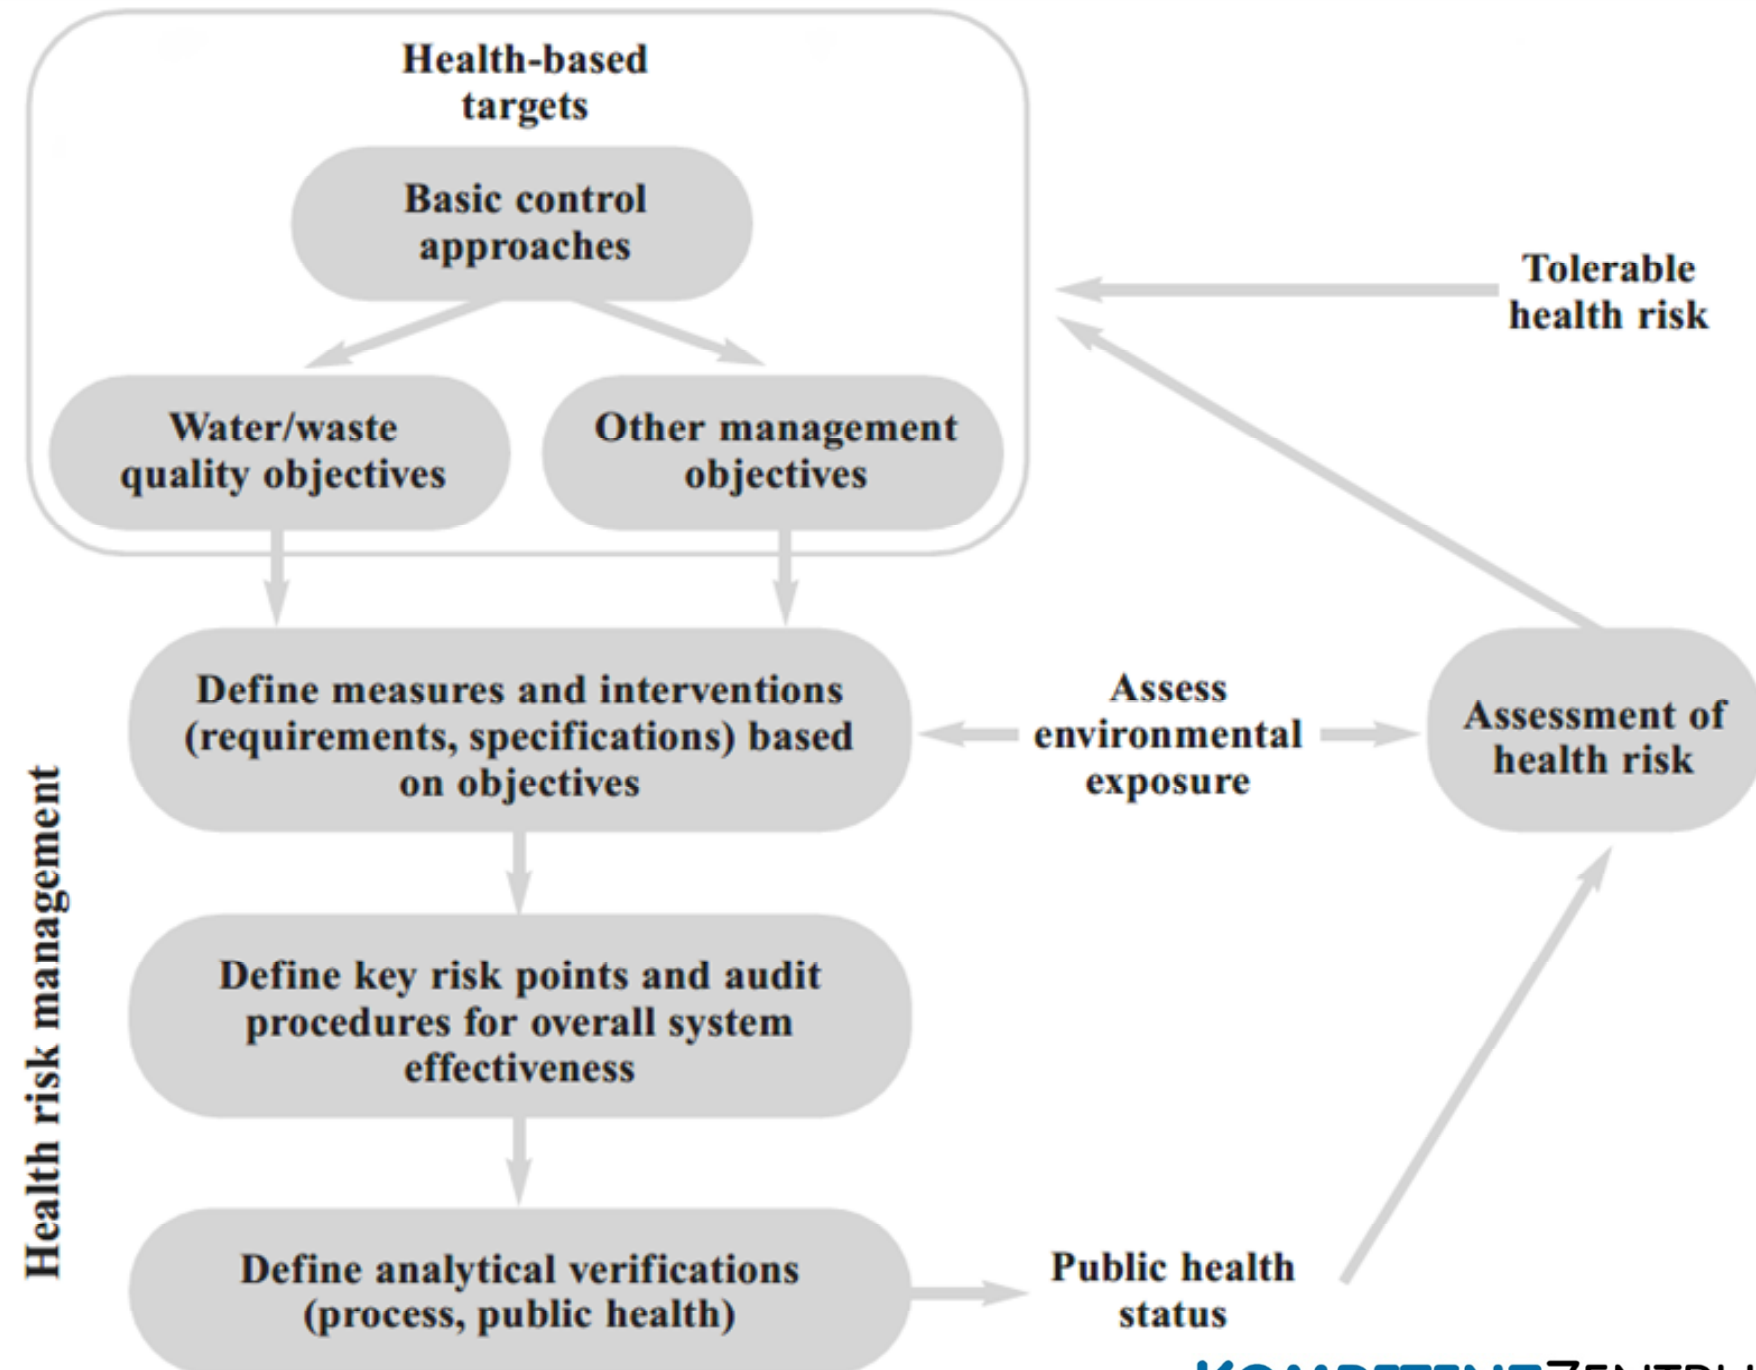 Health-based
targets
Basic control
approaches
Tolerable
health risk
Water/waste
quality objectives
Other management
objectives
Define measures and interventions
(requirements, specifications) based
on objectives
Assess
environmental
exposure
Assessment of
health risk
Health risk management
Define key risk points and audit
procedures for overall system
effectiveness
Define analytical verifications
(process, public health)
Public health
status